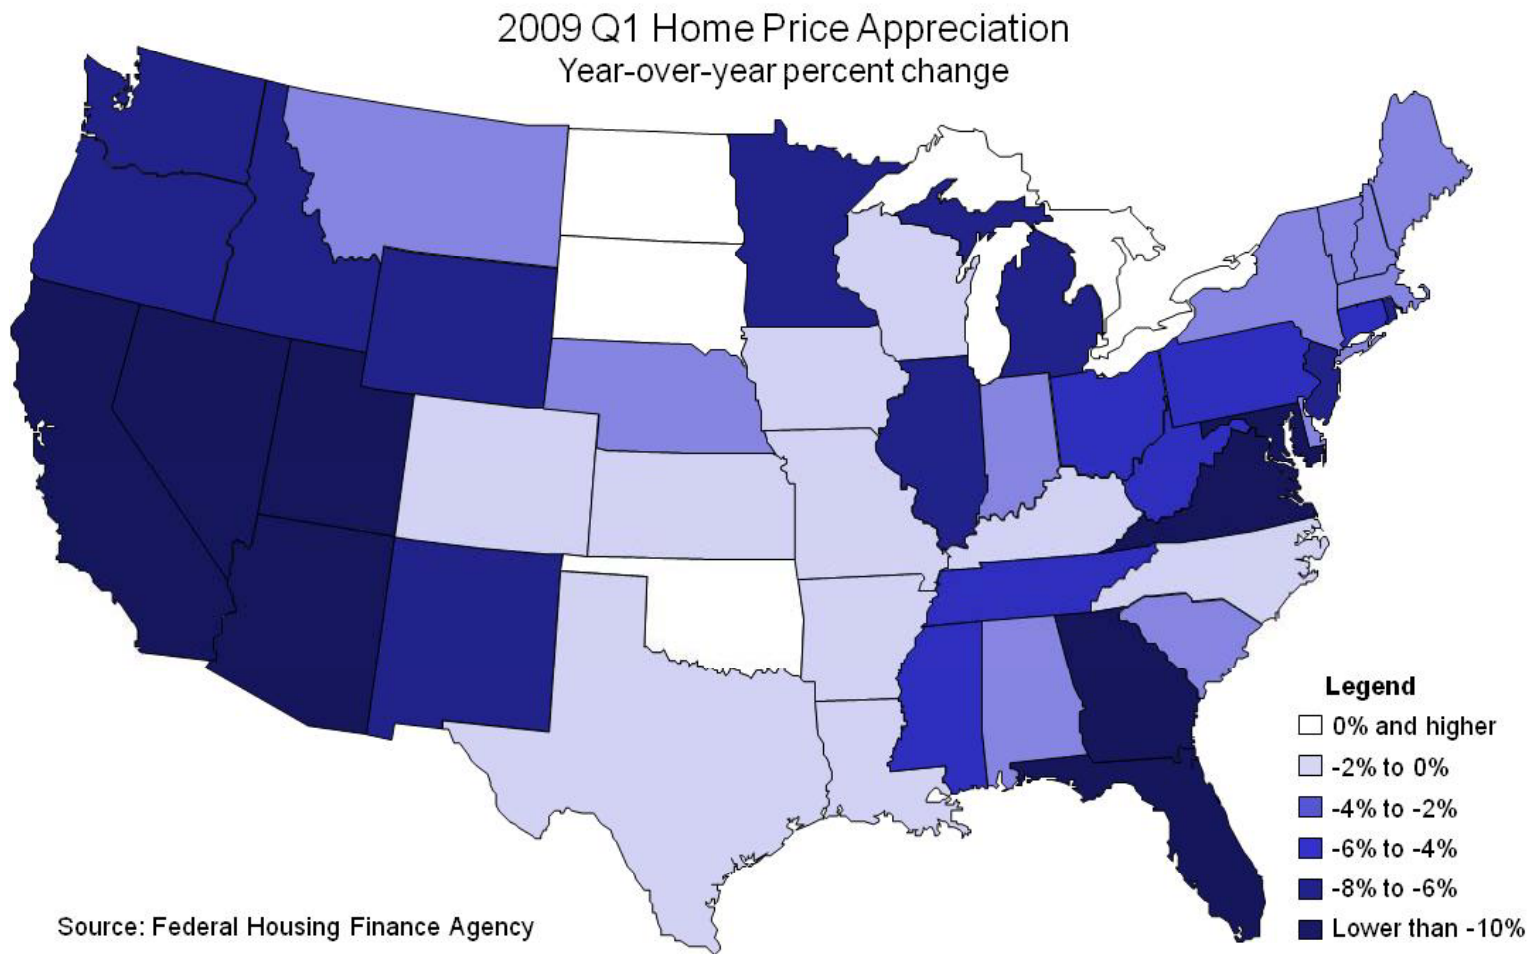 2009 Q1 Home Price Appreciation
Year-over-year percent change
Legend
0% and higher
-2% to 0%
-4% to -2%
-6% to -4%
-8% to -6%
Lower than -10%
Source: Federal Housing Finance Agency